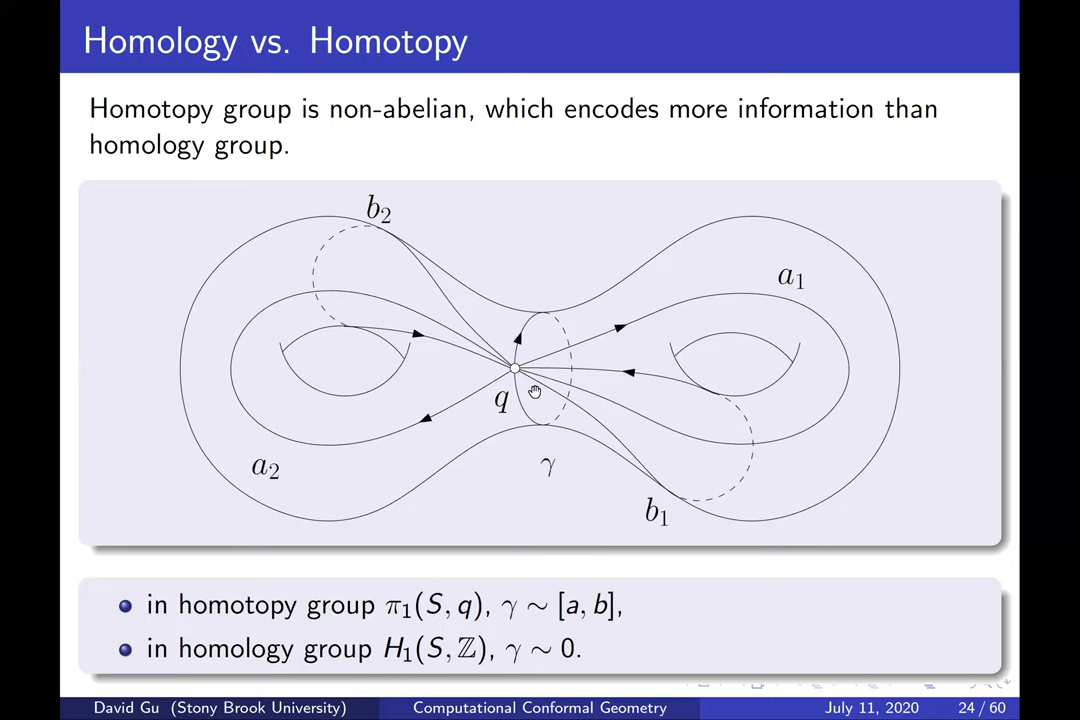 Homology vs. Homotopy
Homotopy group is non-abelian, which encodes more information than
homology group.
b₂
a₁
q
a₂
γ
b₁
in homotopy group π₁(S, q), γ ∼ [a, b],
in homology group H₁(S, ℤ), γ ∼ 0.
David Gu (Stony Brook University) Computational Conformal Geometry July 11, 2020 24 / 60